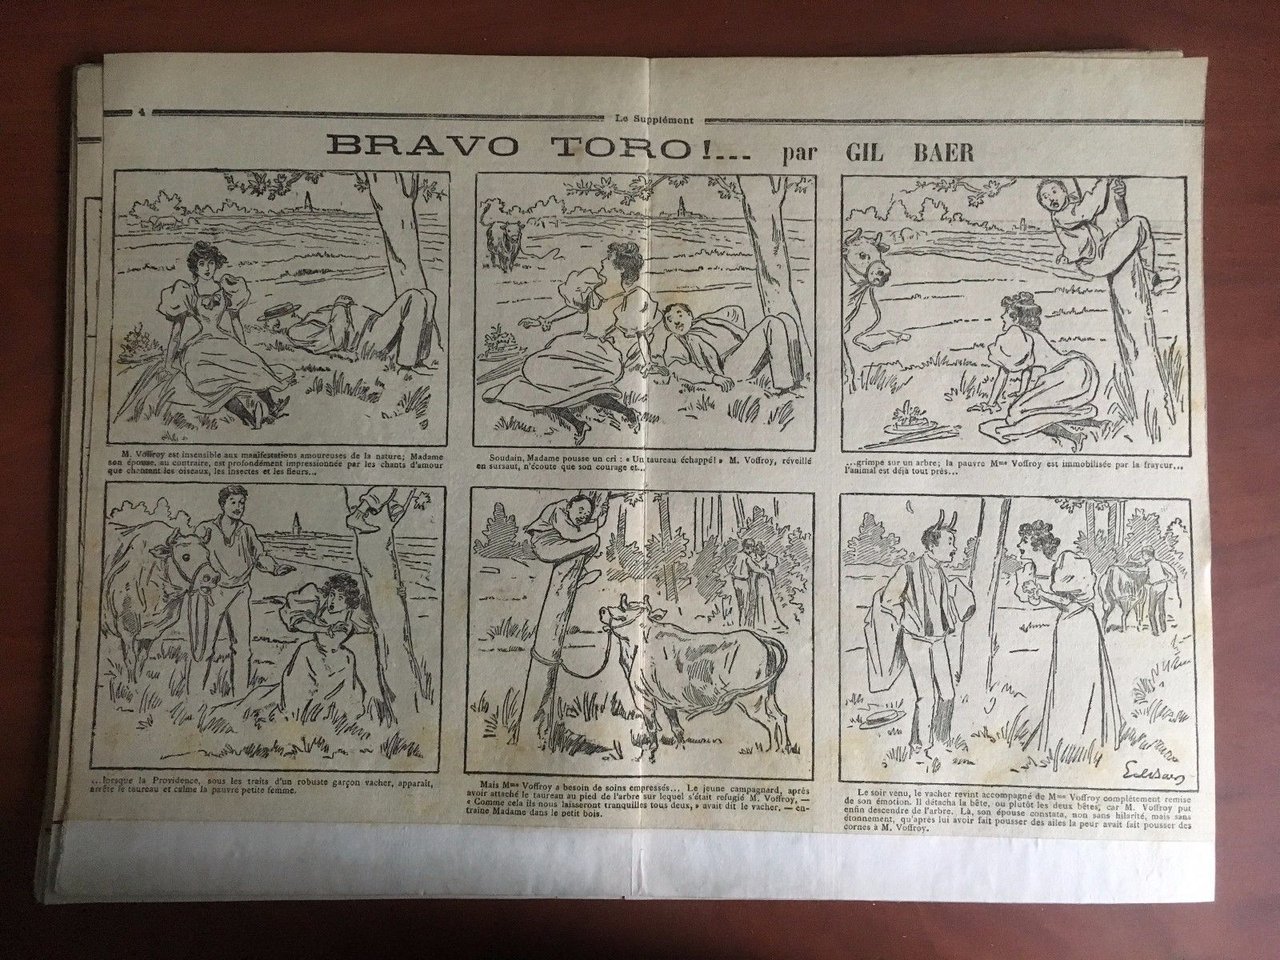 4
Le Supplément
BRAVO TORO!... par GIL BAER
M. Voffroy est insensible aux manifestations amoureuses de la nature; Madame
son épouse, au contraire, est profondément impressionnée par les chants d'amour
que chantent les oiseaux, les insectes et les fleurs...
Soudain, Madame pousse un cri : « Un taureau échappé! » M. Voffroy, réveillé
en sursaut, n'écoute que son courage et...
...grimpe sur un arbre; la pauvre Mme Voffroy est immobilisée par la frayeur...
l'animal est déjà tout près...
...lorsque la Providence, sous les traits d'un robuste garçon vacher, apparait,
arrête le taureau et calme la pauvre petite femme.
Mais Mme Voffroy a besoin de soins empressés... Le jeune campagnard, après
avoir attaché le taureau au pied de l'arbre sur lequel s'était refugié M. Voffroy, —
« Comme cela ils nous laisseront tranquilles tous deux, » avait dit le vacher, — en-
traine Madame dans le petit bois.
Le soir venu, le vacher revint accompagné de Mme Voffroy complètement remise
de son émotion. Il détacha la bête, ou plutôt les deux bêtes, car M. Voffroy put
enfin descendre de l'arbre. Là, son épouse constata, non sans hilarité, mais sans
étonnement, qu'après lui avoir fait pousser des ailes la peur avait fait pousser des
cornes à M. Voffroy.